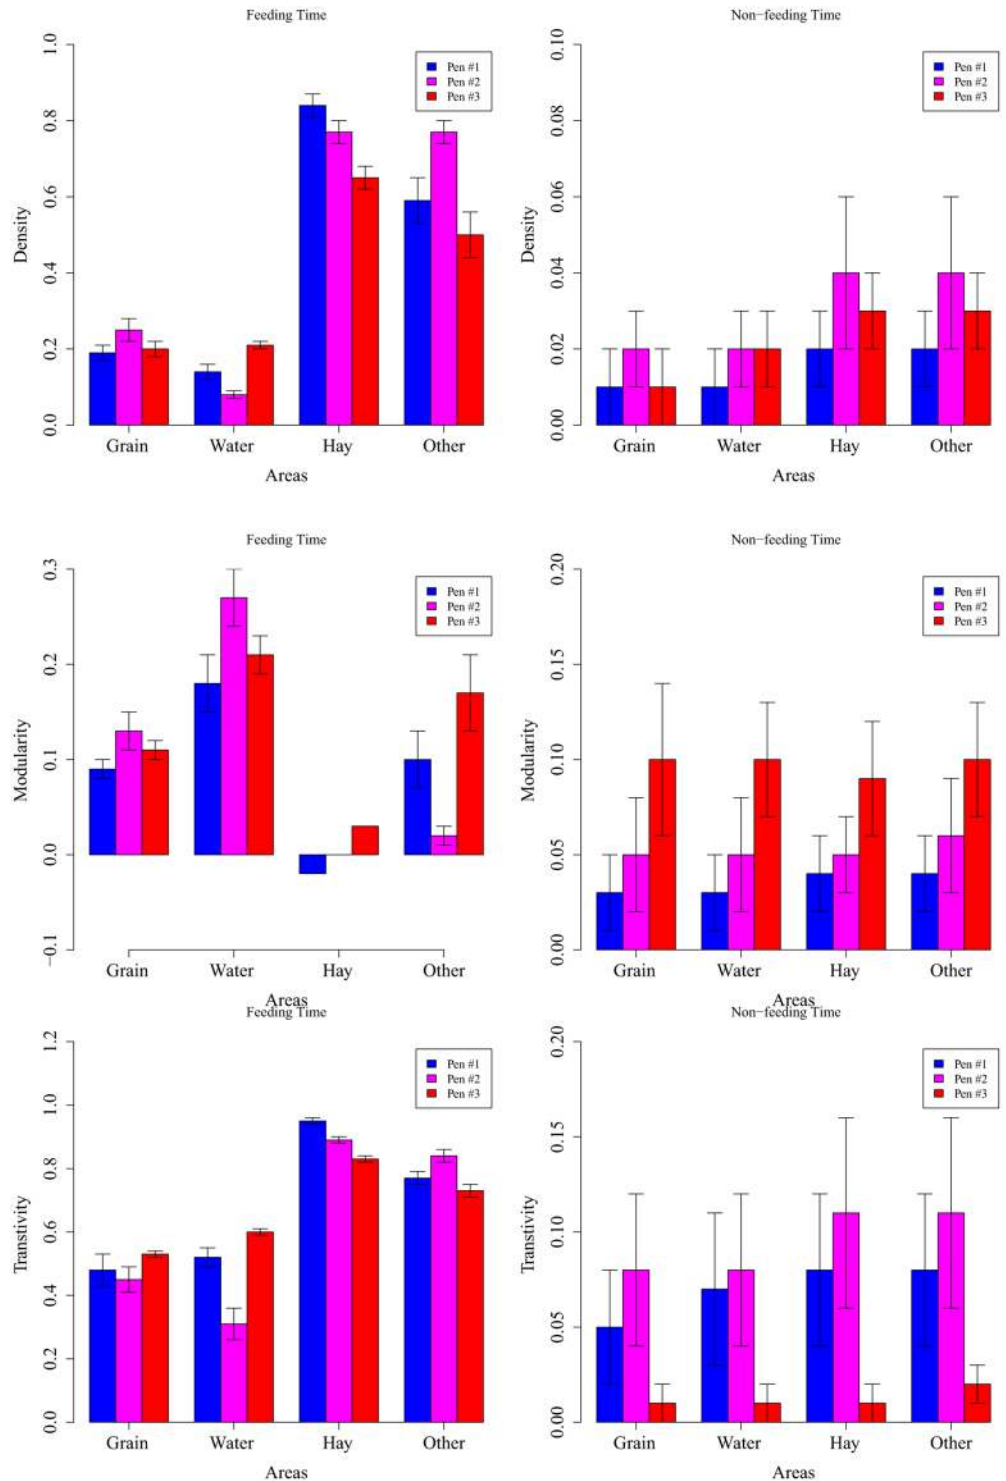 Feeding Time
Density
1.0
0.8
0.6
0.4
0.2
0.0
Pen #1
Pen #2
Pen #3
Grain Water Hay Other
Areas
Non-feeding Time
Density
0.10
0.08
0.06
0.04
0.02
0.00
Pen #1
Pen #2
Pen #3
Grain Water Hay Other
Areas
Feeding Time
Modularity
0.3
0.2
0.1
0.0
−0.1
Pen #1
Pen #2
Pen #3
Grain Water Hay Other
Areas
Non−feeding Time
Modularity
0.20
0.15
0.10
0.05
0.00
Pen #1
Pen #2
Pen #3
Grain Water Hay Other
Areas
Feeding Time
Transtivity
1.2
1.0
0.8
0.6
0.4
0.2
0.0
Pen #1
Pen #2
Pen #3
Grain Water Hay Other
Areas
Non−feeding Time
Transtivity
0.20
0.15
0.10
0.05
0.00
Pen #1
Pen #2
Pen #3
Grain Water Hay Other
Areas